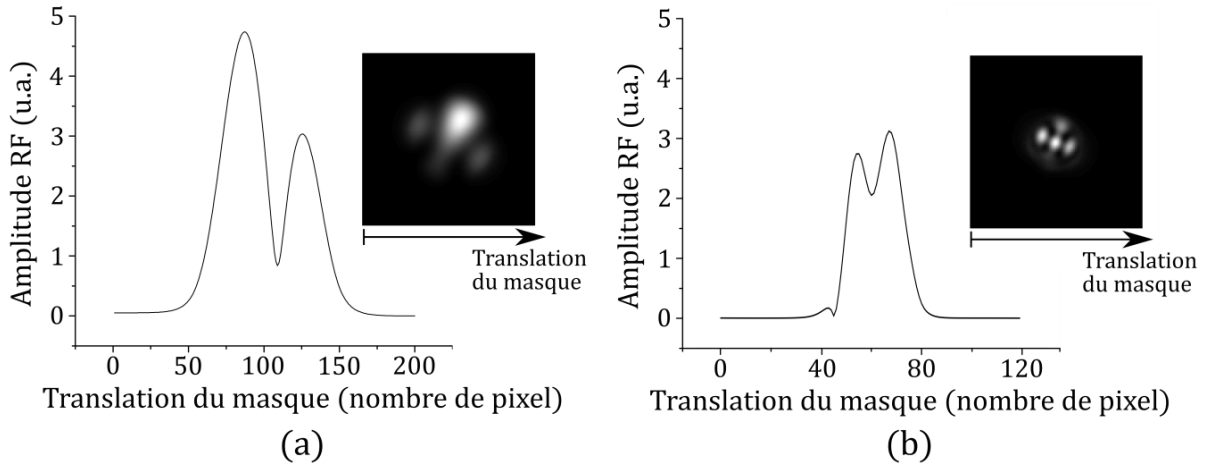 5
4
3
2
1
0
Amplitude RF (u.a.)
0
50
100
150
200
Translation du masque (nombre de pixel)
Translation
du masque
(a)
5
4
3
2
1
0
Amplitude RF (u.a.)
0
40
80
120
Translation du masque (nombre de pixel)
Translation
du masque
(b)